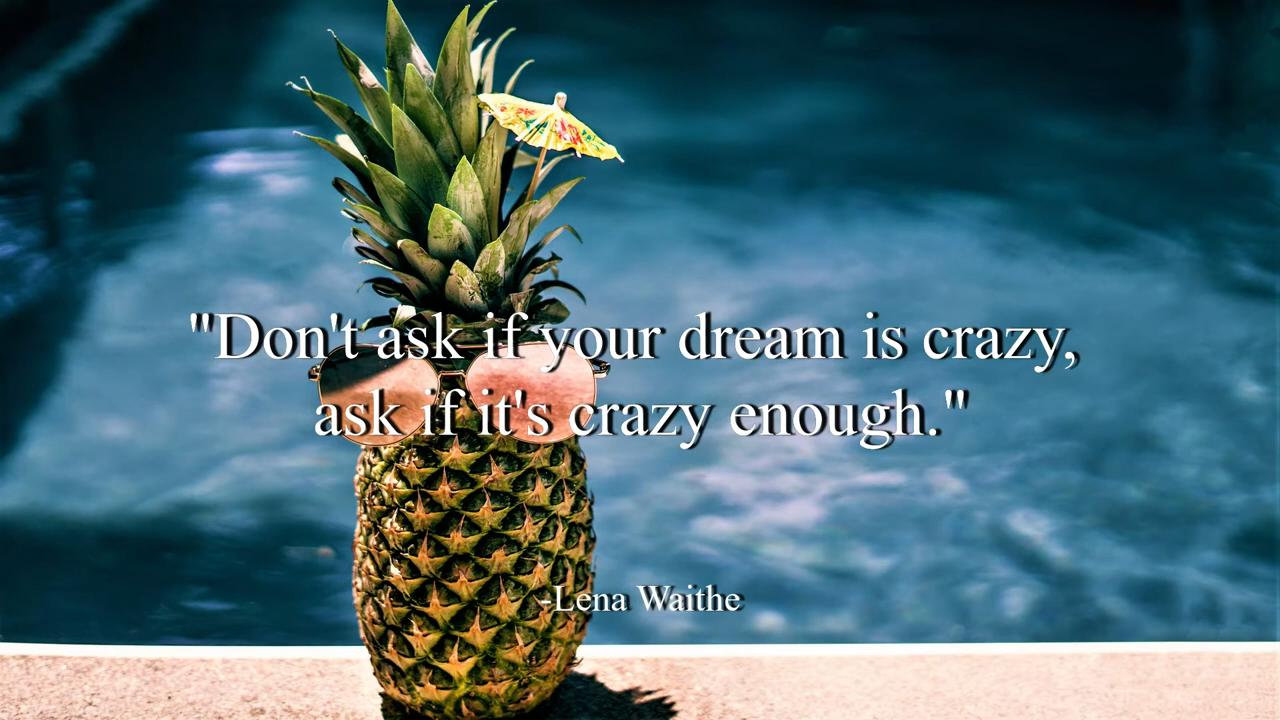 "Don't ask if your dream is crazy,
ask if it's crazy enough."
-Lena Waithe